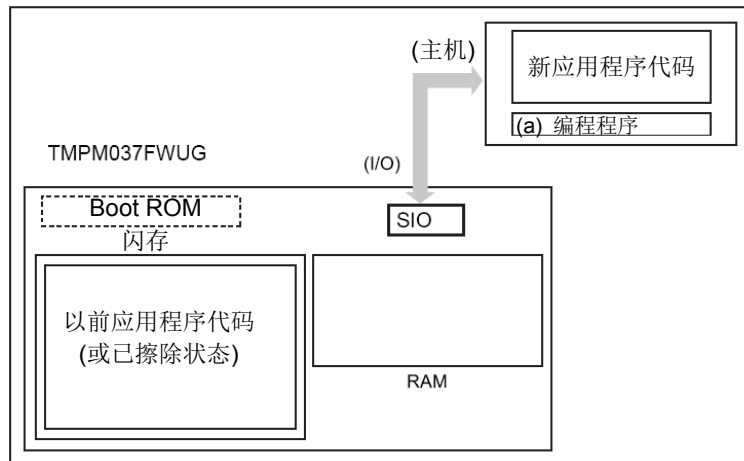 (主机)
新应用程序代码
(a) 编程程序
TMPM037FWUG
(I/O)
Boot ROM
SIO
闪存
以前应用程序代码
(或已擦除状态)
RAM